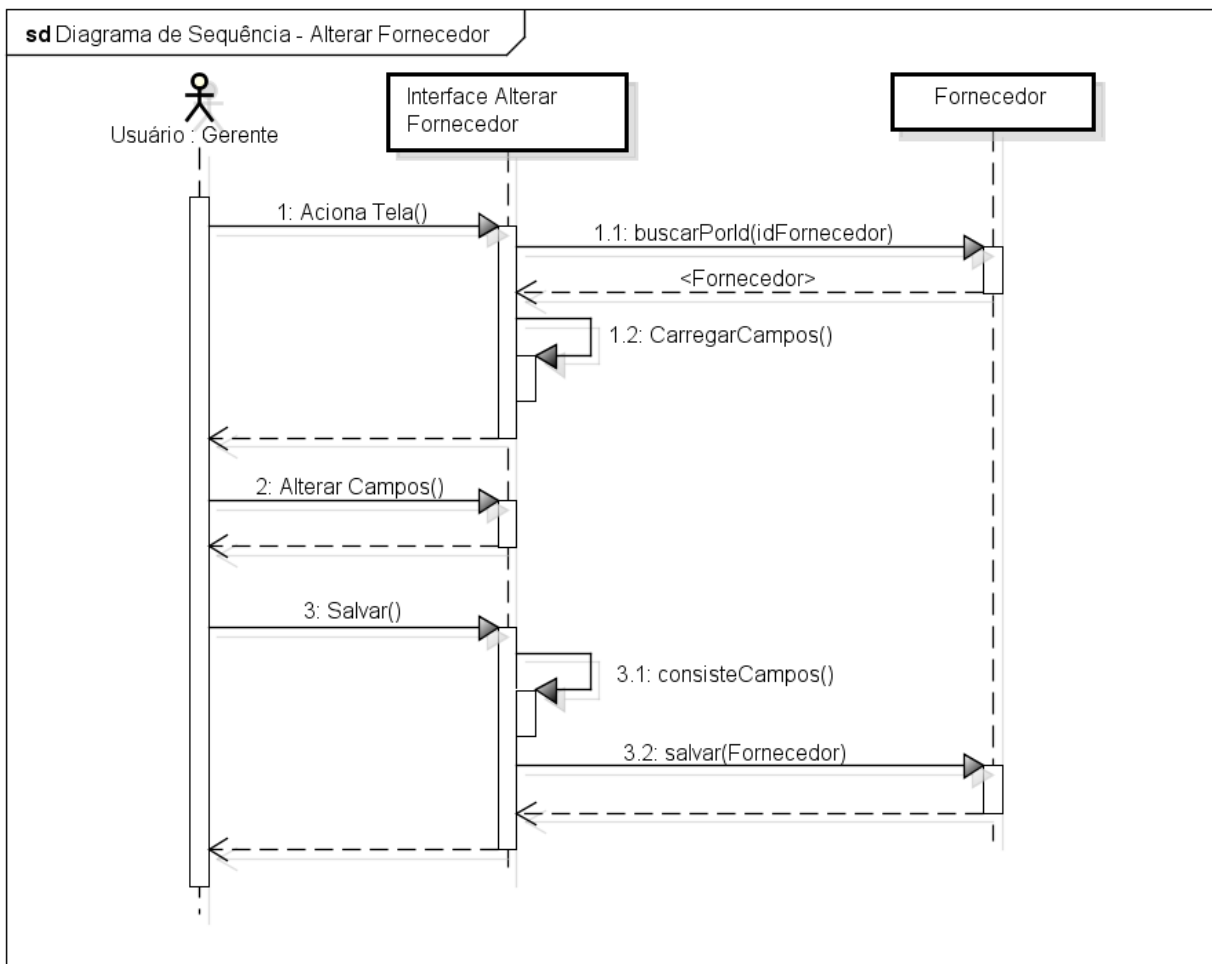 sd Diagrama de Sequência - Alterar Fornecedor
Usuário : Gerente
Interface Alterar
Fornecedor
Fornecedor
1: Aciona Tela()
1.1: buscarPorId(idFornecedor)
<Fornecedor>
1.2: CarregarCampos()
2: Alterar Campos()
3: Salvar()
3.1: consisteCampos()
3.2: salvar(Fornecedor)